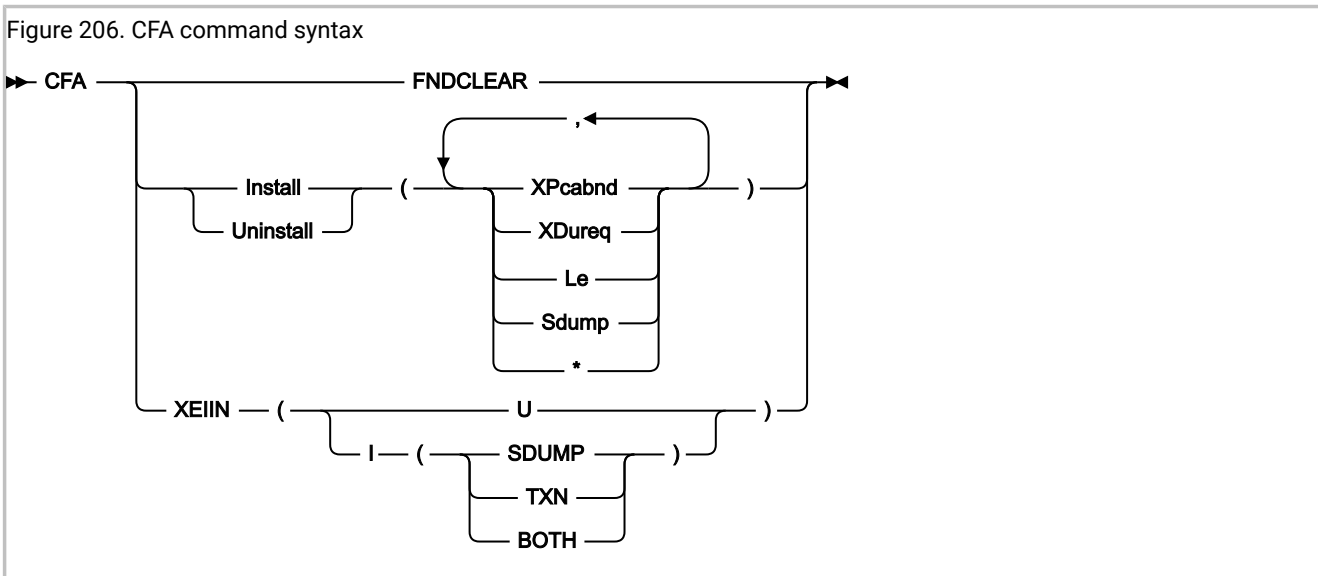 Figure 206. CFA command syntax
CFA FNDCLEAR
,
Install ( XPcabnd )
Uninstall XDureq
Le
Sdump
*
XEIIN ( U )
I ( SDUMP )
TXN
BOTH